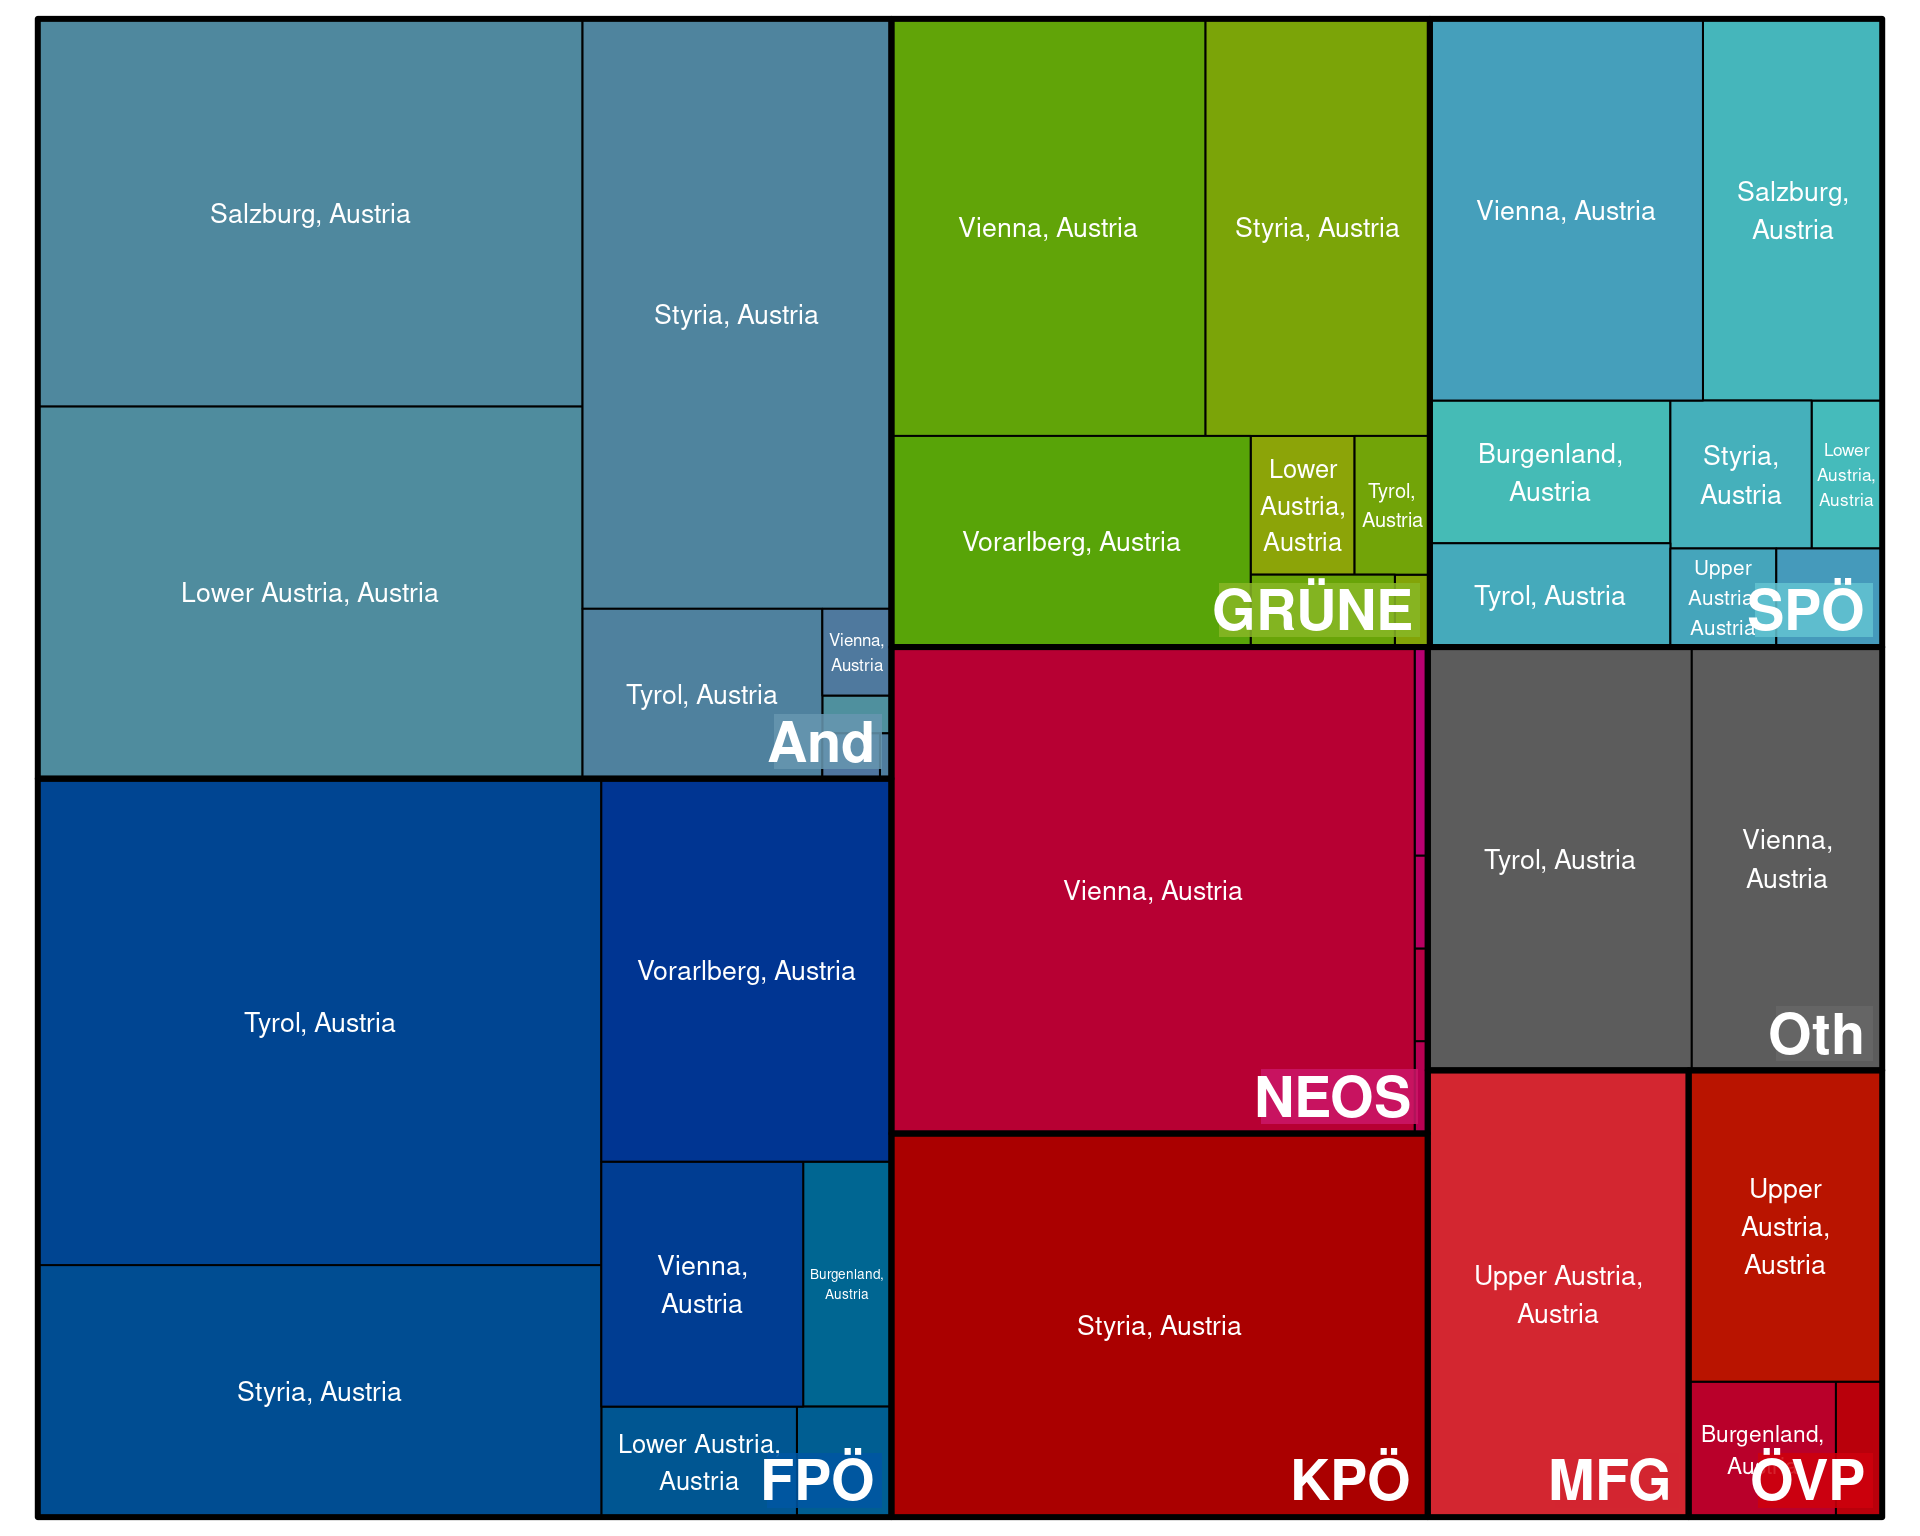 Salzburg, Austria
Styria, Austria
Lower Austria, Austria
Tyrol, Austria
Vienna,
Austria
And
Tyrol, Austria
Vorarlberg, Austria
Styria, Austria
Vienna,
Austria
Burgenland,
Austria
Lower Austria,
Austria
FPÖ
Vienna, Austria
Styria, Austria
Vorarlberg, Austria
Lower
Austria,
Austria
Tyrol,
Austria
GRÜNE
Vienna, Austria
NEOS
Styria, Austria
KPÖ
Vienna, Austria
Salzburg,
Austria
Burgenland,
Austria
Styria,
Austria
Lower
Austria,
Austria
Tyrol, Austria
Upper
Austria
Austria
SPÖ
Tyrol, Austria
Vienna,
Austria
Oth
Upper Austria,
Austria
MFG
Upper
Austria,
Austria
Burgenland,
ÖVP